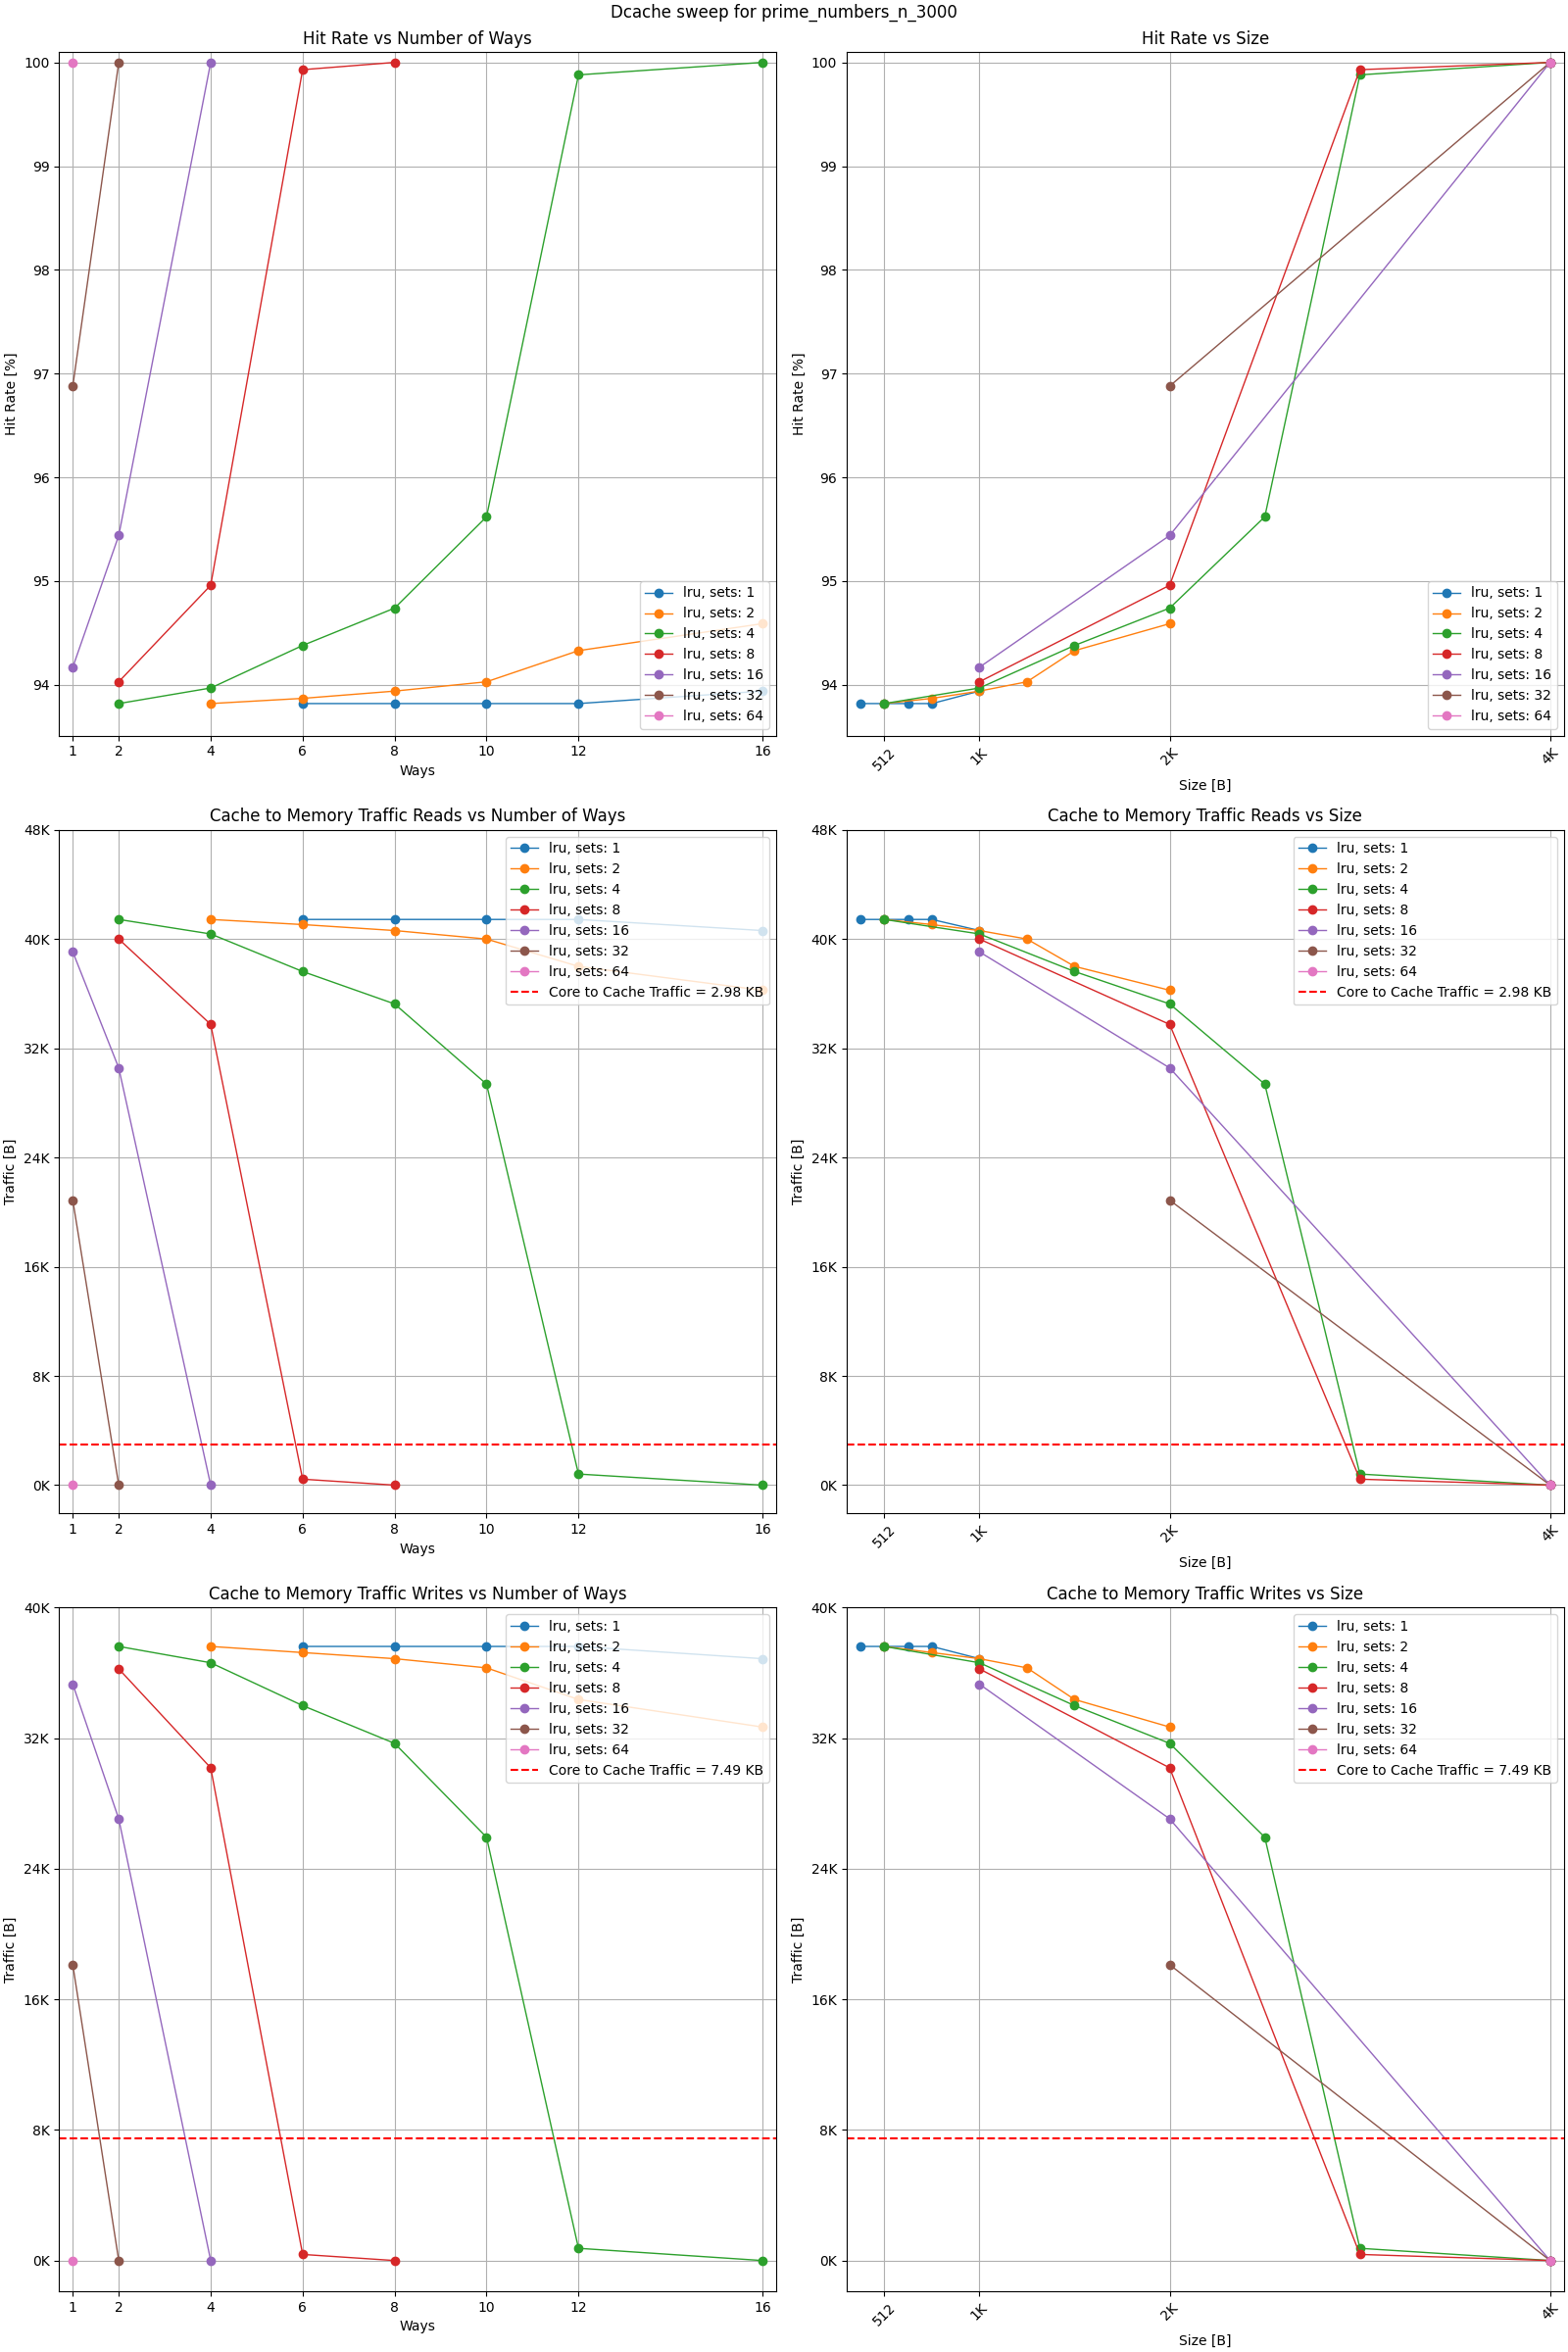 Dcache sweep for prime_numbers_n_3000
Hit Rate vs Number of Ways
100
99
98
97
96
95
94
Hit Rate [%]
lru, sets: 1
lru, sets: 2
lru, sets: 4
lru, sets: 8
lru, sets: 16
lru, sets: 32
lru, sets: 64
1 2 4 6 8 10 12 16
Ways
Hit Rate vs Size
100
99
98
97
96
95
94
Hit Rate [%]
lru, sets: 1
lru, sets: 2
lru, sets: 4
lru, sets: 8
lru, sets: 16
lru, sets: 32
lru, sets: 64
512 1K 2K 4K
Size [B]
Cache to Memory Traffic Reads vs Number of Ways
48K
40K
32K
24K
16K
8K
0K
Traffic [B]
lru, sets: 1
lru, sets: 2
lru, sets: 4
lru, sets: 8
lru, sets: 16
lru, sets: 32
lru, sets: 64
Core to Cache Traffic = 2.98 KB
1 2 4 6 8 10 12 16
Ways
Cache to Memory Traffic Reads vs Size
48K
40K
32K
24K
16K
8K
0K
Traffic [B]
lru, sets: 1
lru, sets: 2
lru, sets: 4
lru, sets: 8
lru, sets: 16
lru, sets: 32
lru, sets: 64
Core to Cache Traffic = 2.98 KB
512 1K 2K 4K
Size [B]
Cache to Memory Traffic Writes vs Number of Ways
40K
32K
24K
16K
8K
0K
Traffic [B]
lru, sets: 1
lru, sets: 2
lru, sets: 4
lru, sets: 8
lru, sets: 16
lru, sets: 32
lru, sets: 64
Core to Cache Traffic = 7.49 KB
1 2 4 6 8 10 12 16
Ways
Cache to Memory Traffic Writes vs Size
40K
32K
24K
16K
8K
0K
Traffic [B]
lru, sets: 1
lru, sets: 2
lru, sets: 4
lru, sets: 8
lru, sets: 16
lru, sets: 32
lru, sets: 64
Core to Cache Traffic = 7.49 KB
512 1K 2K 4K
Size [B]